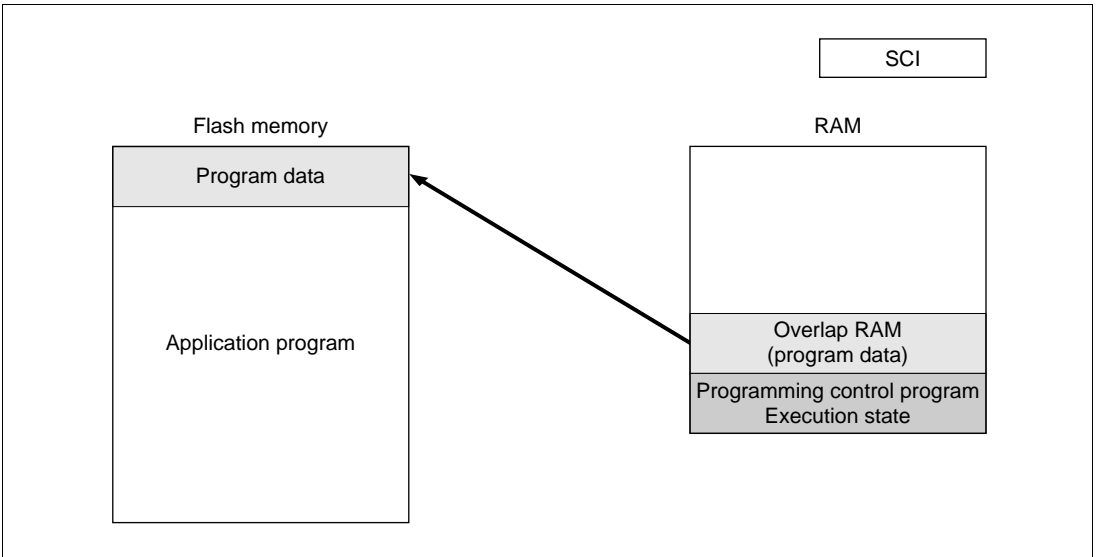 SCI
Flash memory
RAM
Program data
Application program
Overlap RAM
(program data)
Programming control program
Execution state